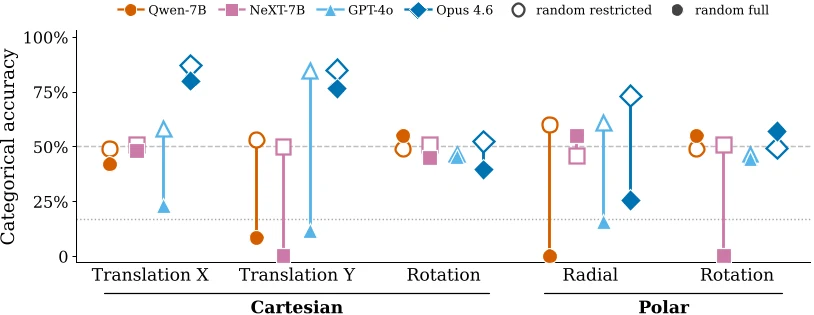 Qwen-7B NeXT-7B GPT-4o Opus 4.6 random restricted random full
Categorical accuracy
100%
75%
50%
25%
0
Translation X Translation Y Rotation Radial Rotation
Cartesian Polar